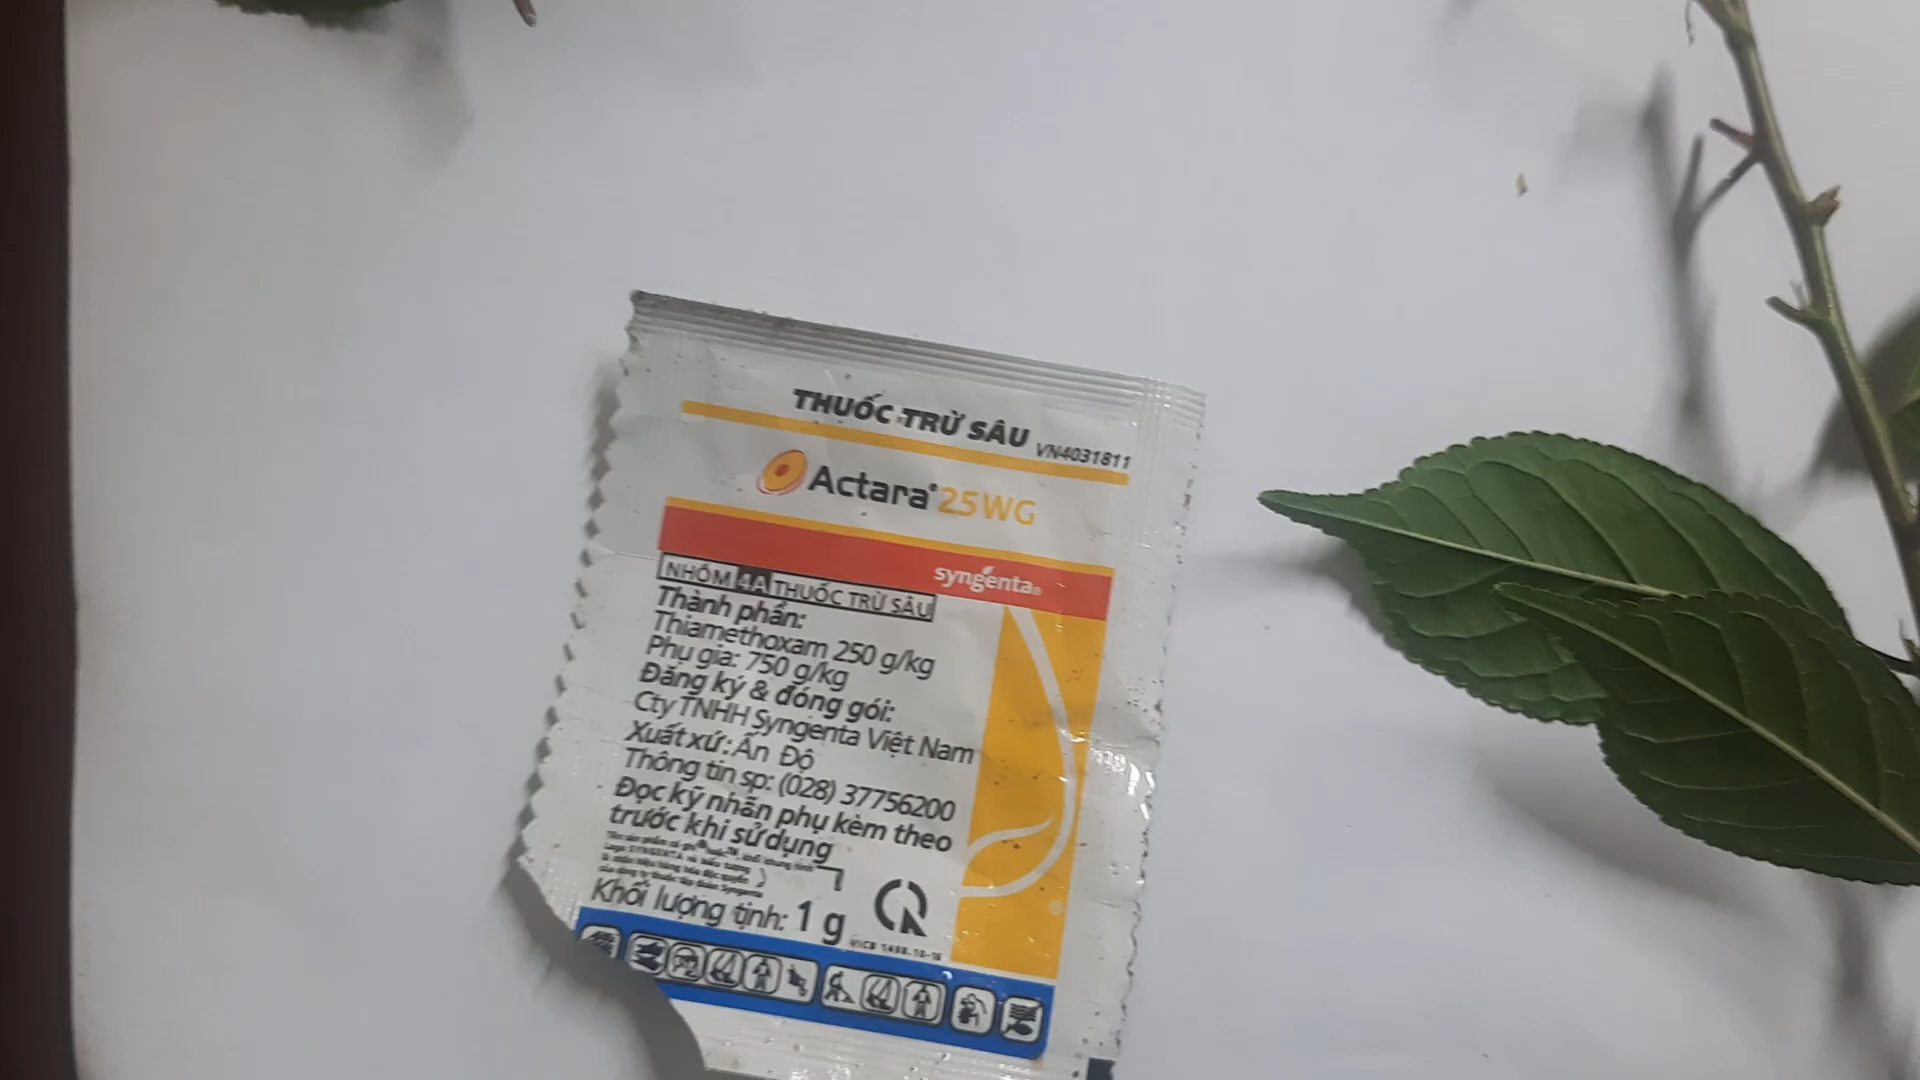 THUỐC TRỪ SÂU VN4031811
Actara® 25WG
syngenta®
NHÓM 4A THUỐC TRỪ SÂU
Thành phần:
Thiamethoxam 250 g/kg
Phụ gia: 750 g/kg
Đăng ký & đóng gói:
Cty TNHH Syngenta Việt Nam
Xuất xứ: Ấn Độ
Thông tin sp: (028) 37756200
Đọc kỹ nhãn phụ kèm theo
trước khi sử dụng
Khối lượng tịnh: 1 g